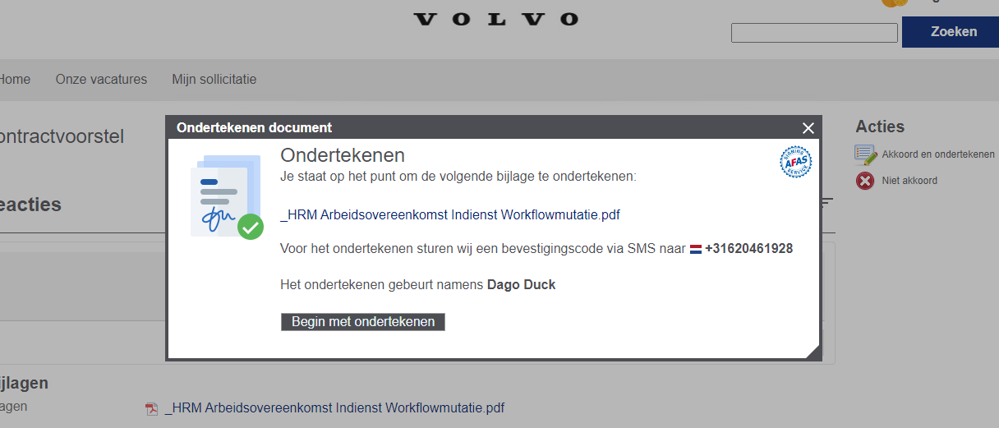 VOLVO
Zoeken
Home
Onze vacatures
Mijn sollicitatie
ontractvoorstel
eacties
Ondertekenen document
Ondertekenen
Je staat op het punt om de volgende bijlage te ondertekenen:
_HRM Arbeidsovereenkomst Indienst Workflowmutatie.pdf
Voor het ondertekenen sturen wij een bevestigingscode via SMS naar +31620461928
Het ondertekenen gebeurt namens Dago Duck
Begin met ondertekenen
SIGNING
AFAS
SERVICE
Acties
Akkoord en ondertekenen
Niet akkoord
ijlagen
lagen
_HRM Arbeidsovereenkomst Indienst Workflowmutatie.pdf